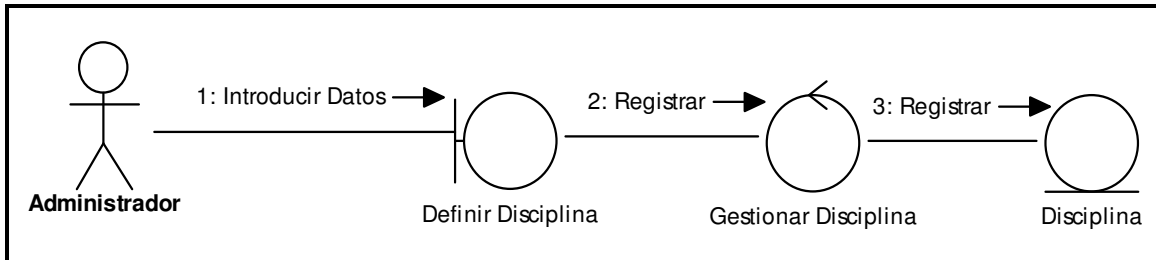 1: Introducir Datos
2: Registrar
3: Registrar
Administrador
Definir Disciplina
Gestionar Disciplina
Disciplina